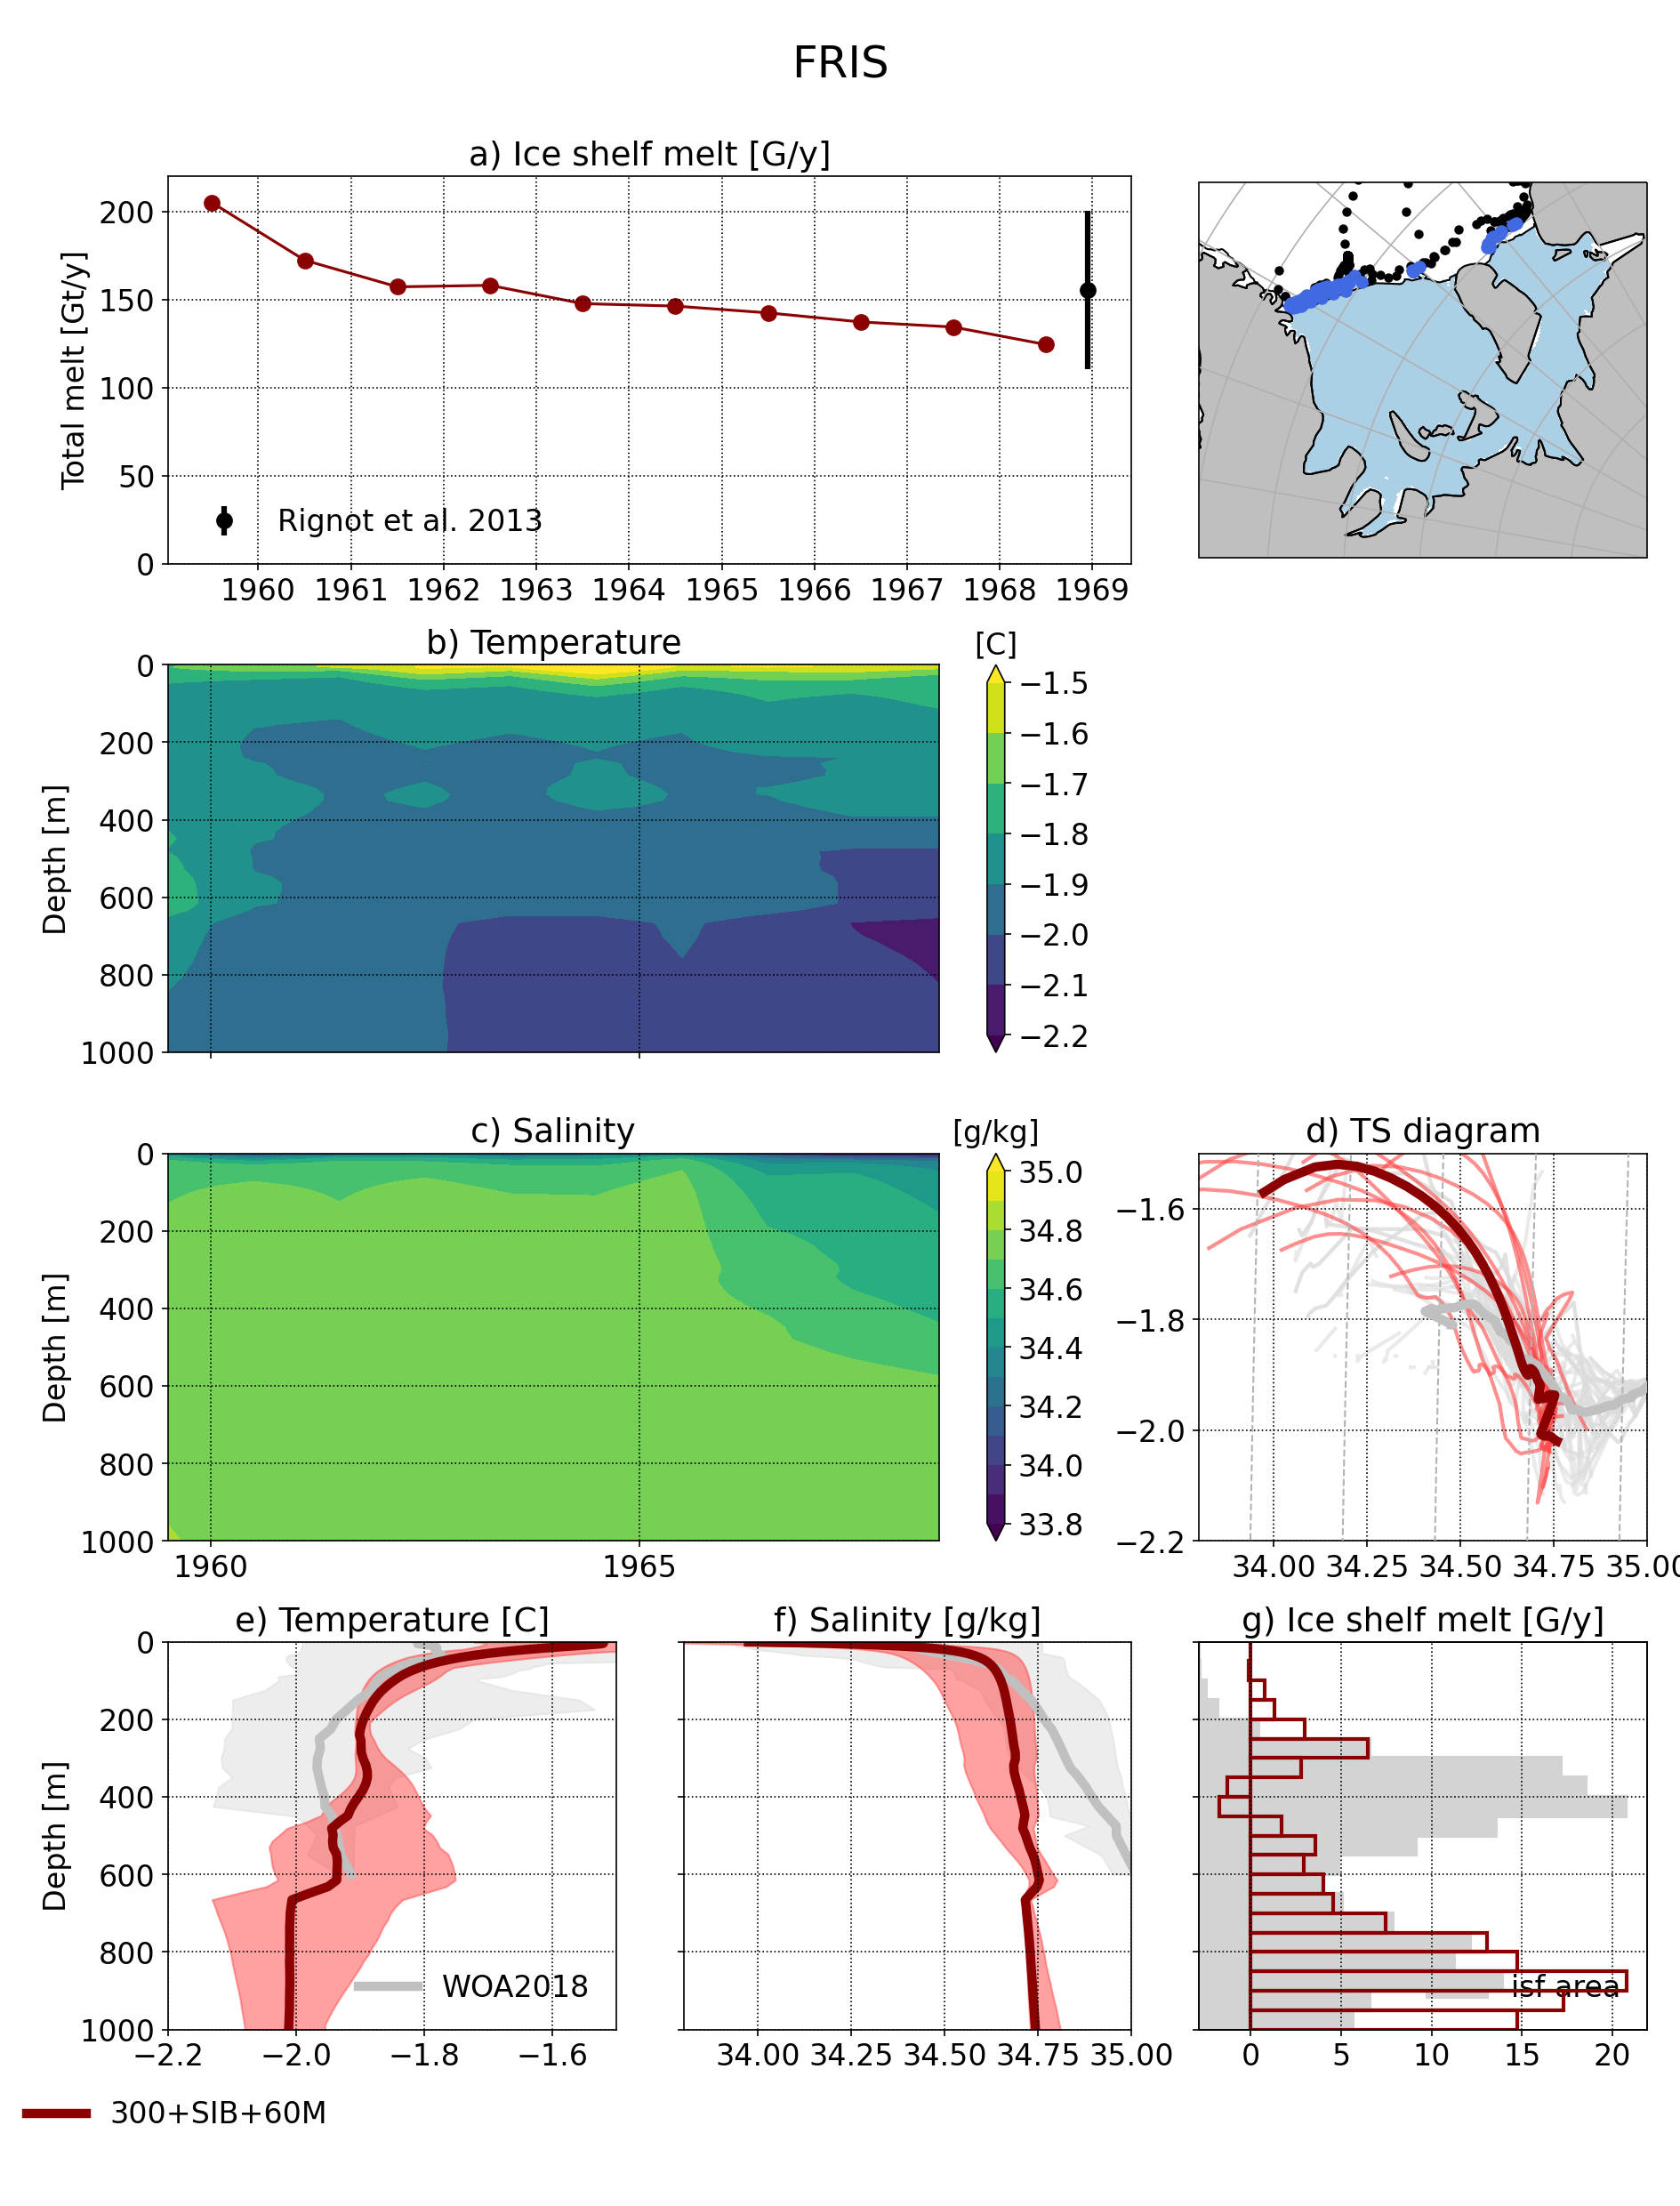 FRIS
a) Ice shelf melt [G/y]
Total melt [Gt/y]
200
150
100
50
0
Rignot et al. 2013
1960 1961 1962 1963 1964 1965 1966 1967 1968 1969
b) Temperature
[C]
Depth [m]
0
200
400
600
800
1000
−1.5
−1.6
−1.7
−1.8
−1.9
−2.0
−2.1
−2.2
c) Salinity
[g/kg]
Depth [m]
0
200
400
600
800
1000
1960 1965
35.0
34.8
34.6
34.4
34.2
34.0
33.8
d) TS diagram
−1.6
−1.8
−2.0
−2.2
34.00 34.25 34.50 34.75 35.00
e) Temperature [C]
Depth [m]
0
200
400
600
800
1000
WOA2018
−2.2 −2.0 −1.8 −1.6
f) Salinity [g/kg]
34.00 34.25 34.50 34.75 35.00
g) Ice shelf melt [G/y]
isf area
0 5 10 15 20
300+SIB+60M